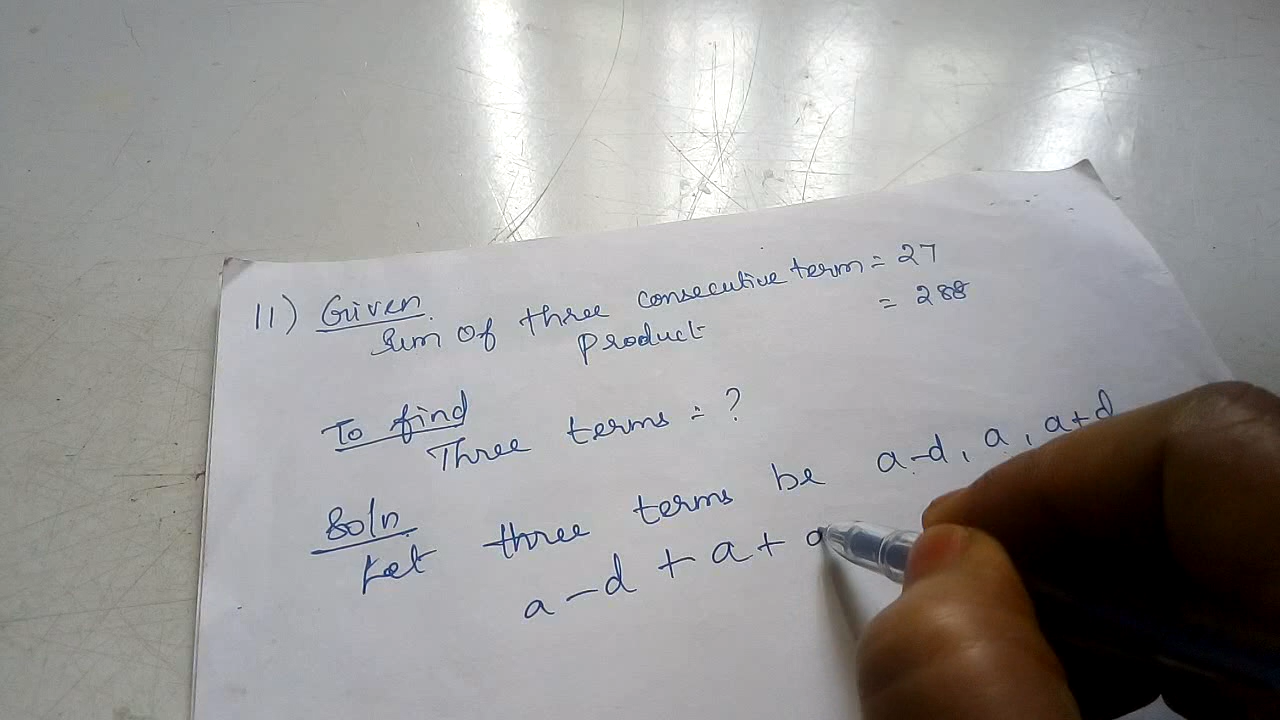 11) Given
Sum of three consecutive term = 27
Product = 288
To find
Three terms = ?
Soln
Let three terms be a-d, a, a+d
a-d + a + a